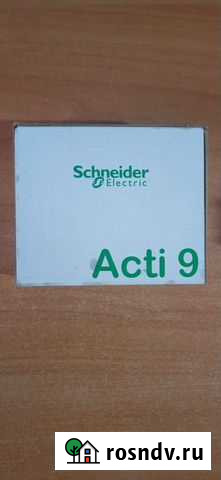 Schneider
Electric
Acti 9
rosndv.ru